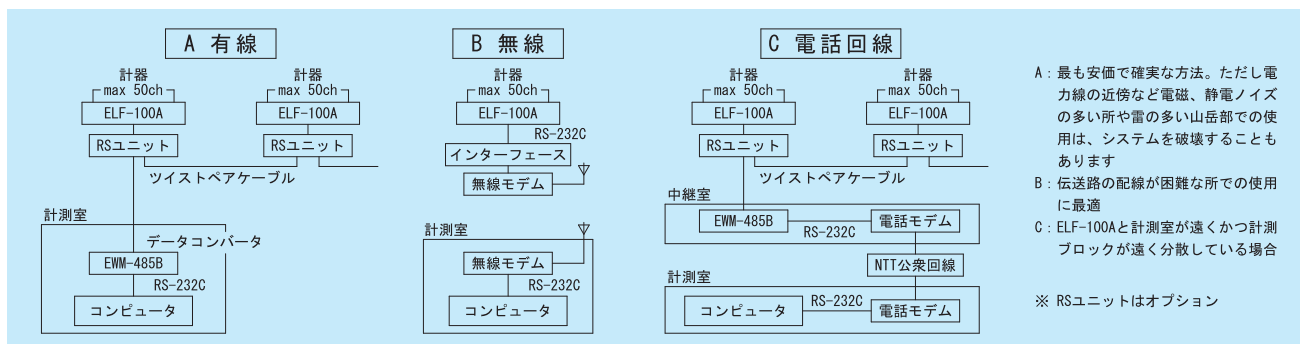 A 有線
計器
max 50ch
ELF-100A
RSユニット
計器
max 50ch
ELF-100A
RSユニット
ツイストペアケーブル
計測室
データコンバータ
EWM-485B
RS-232C
コンピュータ
B 無線
計器
max 50ch
ELF-100A
RS-232C
インターフェース
無線モデム
計測室
無線モデム
RS-232C
コンピュータ
C 電話回線
計器
max 50ch
ELF-100A
RSユニット
計器
max 50ch
ELF-100A
RSユニット
ツイストペアケーブル
中継室
EWM-485B
RS-232C
電話モデム
NTT公衆回線
計測室
コンピュータ
RS-232C
電話モデム
A：最も安価で確実な方法。ただし電
力線の近傍など電磁、静電ノイズ
の多い所や雷の多い山岳部での使
用は、システムを破壊することも
あります
B：伝送路の配線が困難な所での使用
に最適
C：ELF-100Aと計測室が遠くかつ計測
ブロックが遠く分散している場合
※ RSユニットはオプション